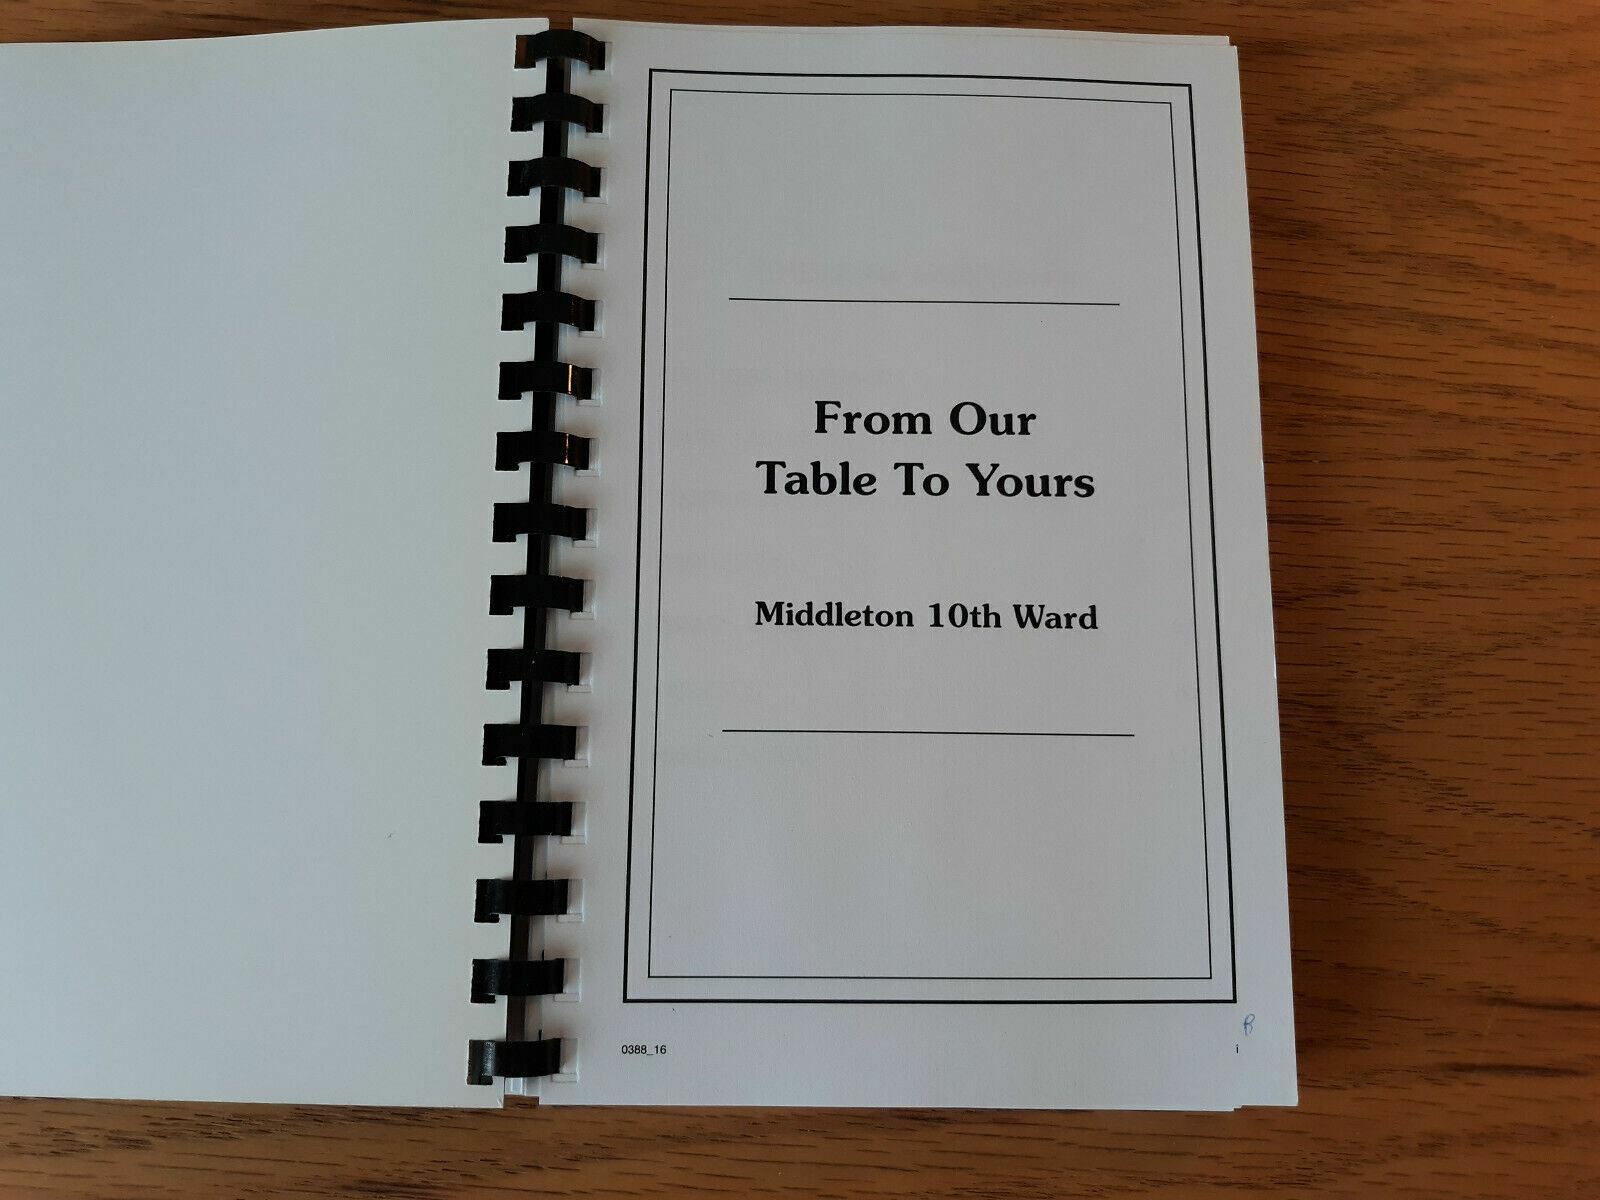 From Our
Table To Yours
Middleton 10th Ward
0388_16
i